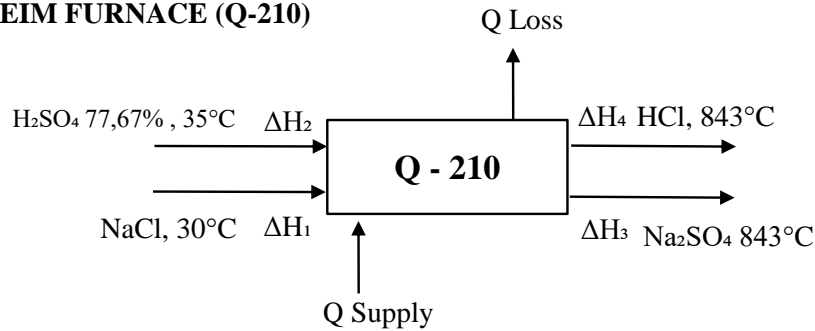 EIM FURNACE (Q-210)
Q Loss
H₂SO₄ 77,67% , 35°C ΔH₂
ΔH₄ HCl, 843°C
Q - 210
NaCl, 30°C ΔH₁
ΔH₃ Na₂SO₄ 843°C
Q Supply